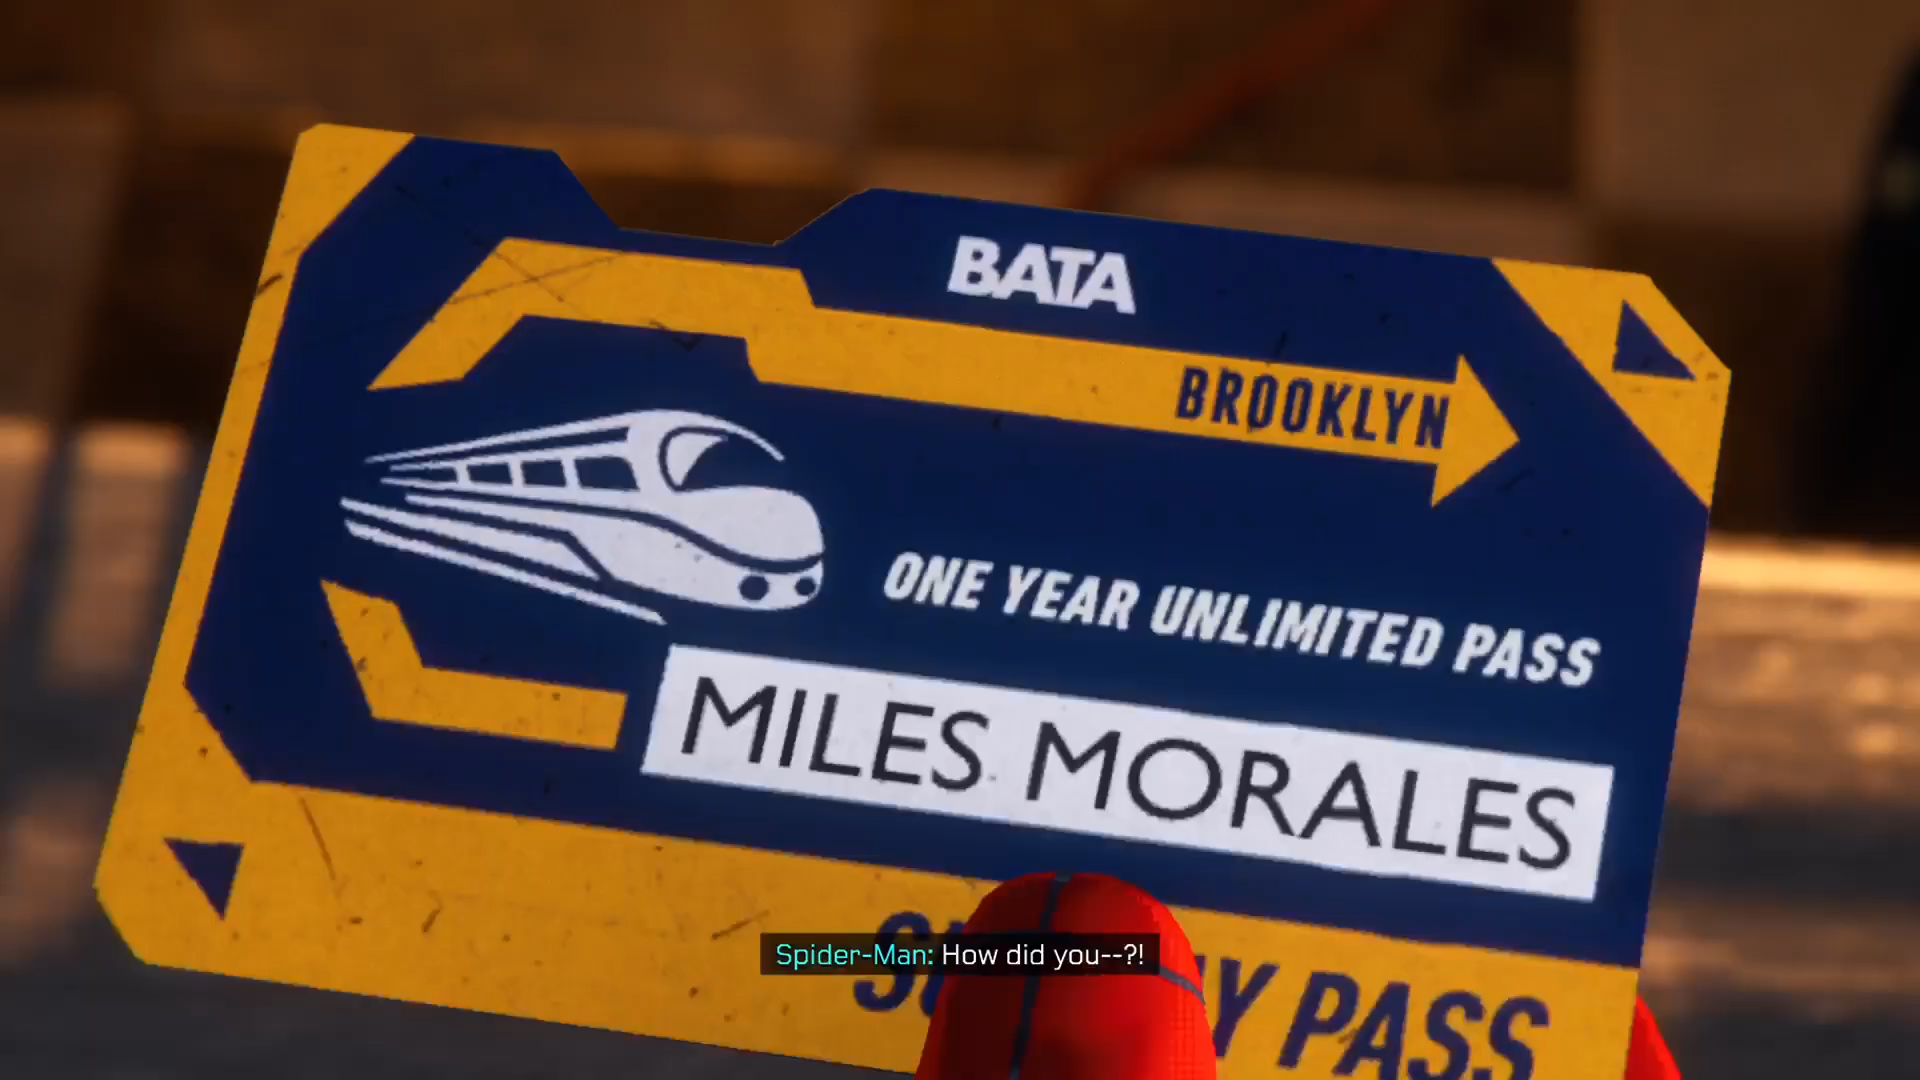 BATA
BROOKLYN
ONE YEAR UNLIMITED PASS
MILES MORALES
Spider-Man: How did you--?!
PASS